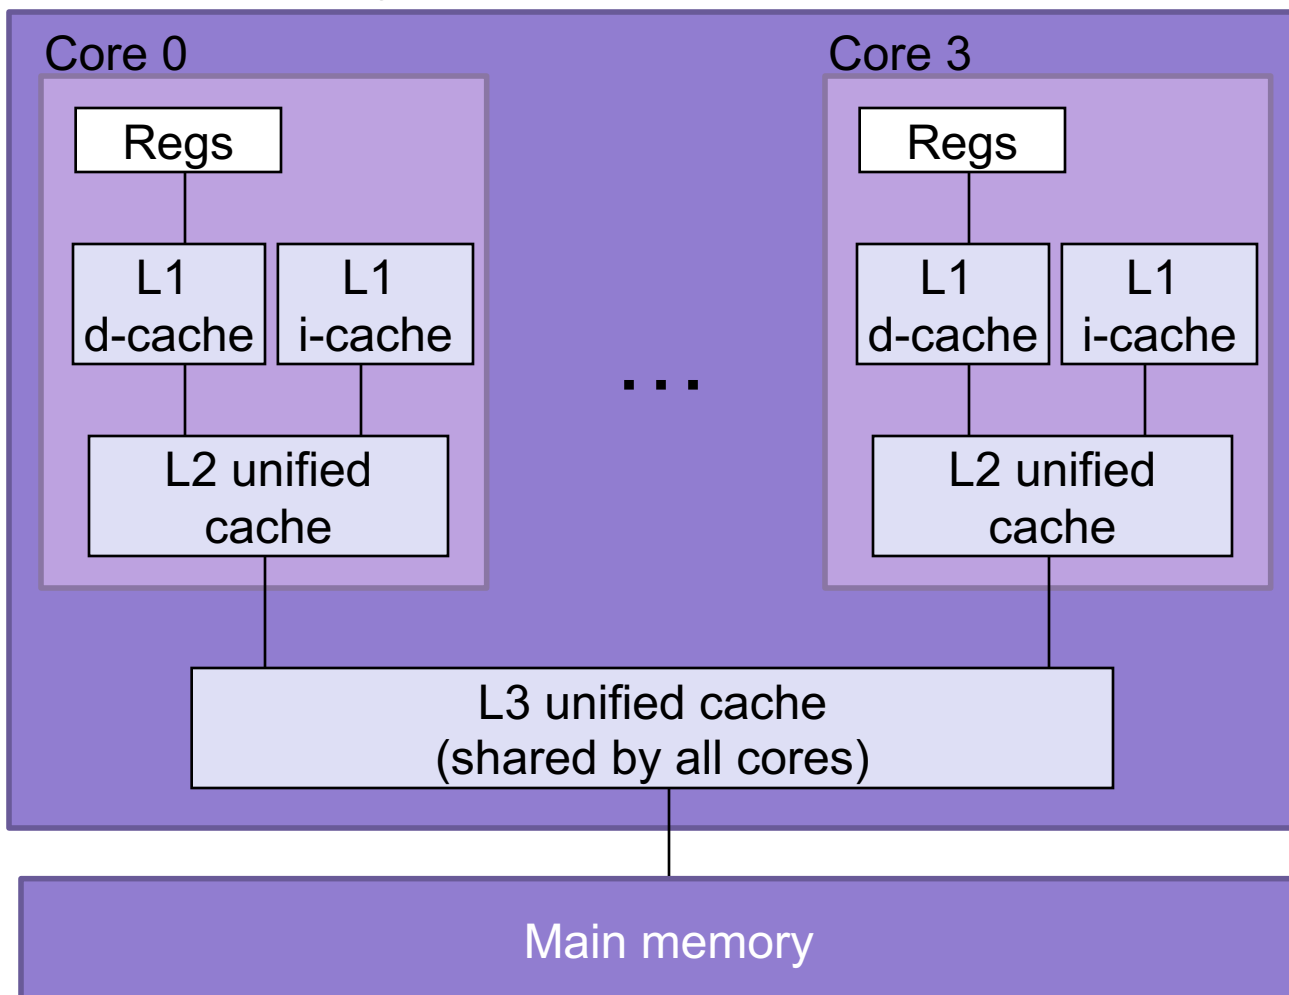 Core 0
Regs
L1
d-cache
L1
i-cache
L2 unified
cache
...
Core 3
Regs
L1
d-cache
L1
i-cache
L2 unified
cache
L3 unified cache
(shared by all cores)
Main memory